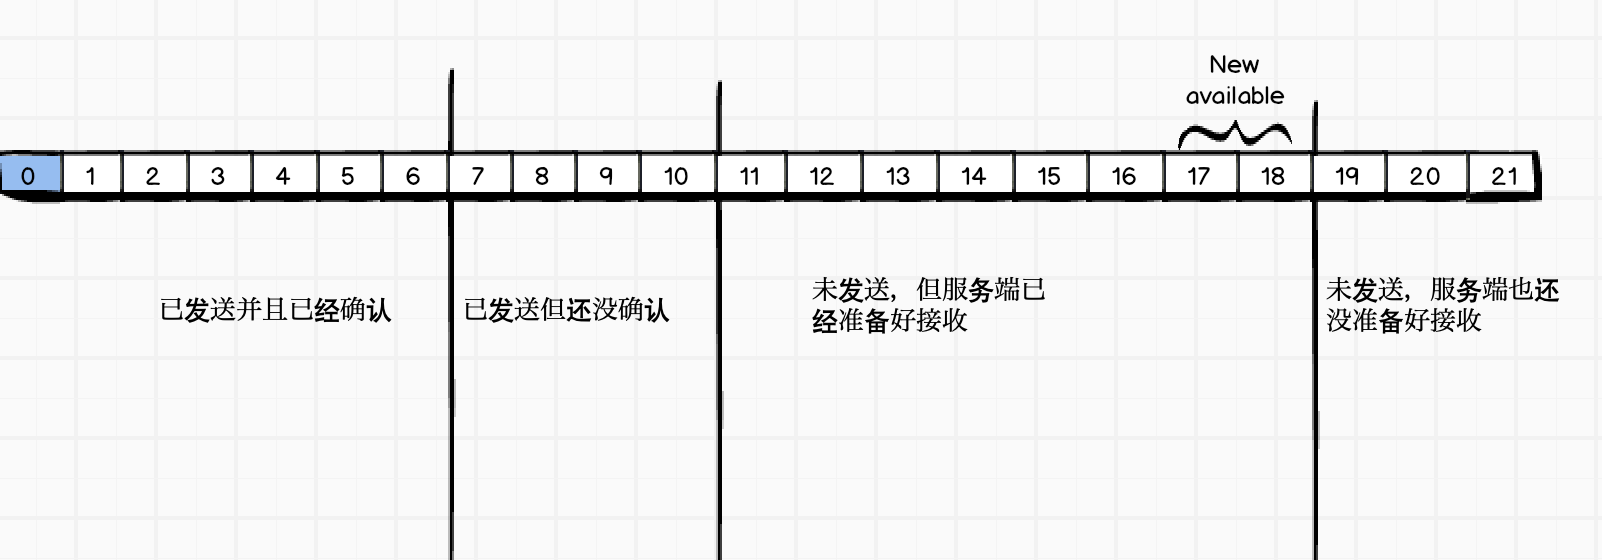 New
available
0 1 2 3 4 5 6 7 8 9 10 11 12 13 14 15 16 17 18 19 20 21
已发送并且已经确认
已发送但还没确认
未发送，但服务端已
经准备好接收
未发送，服务端也还
没准备好接收